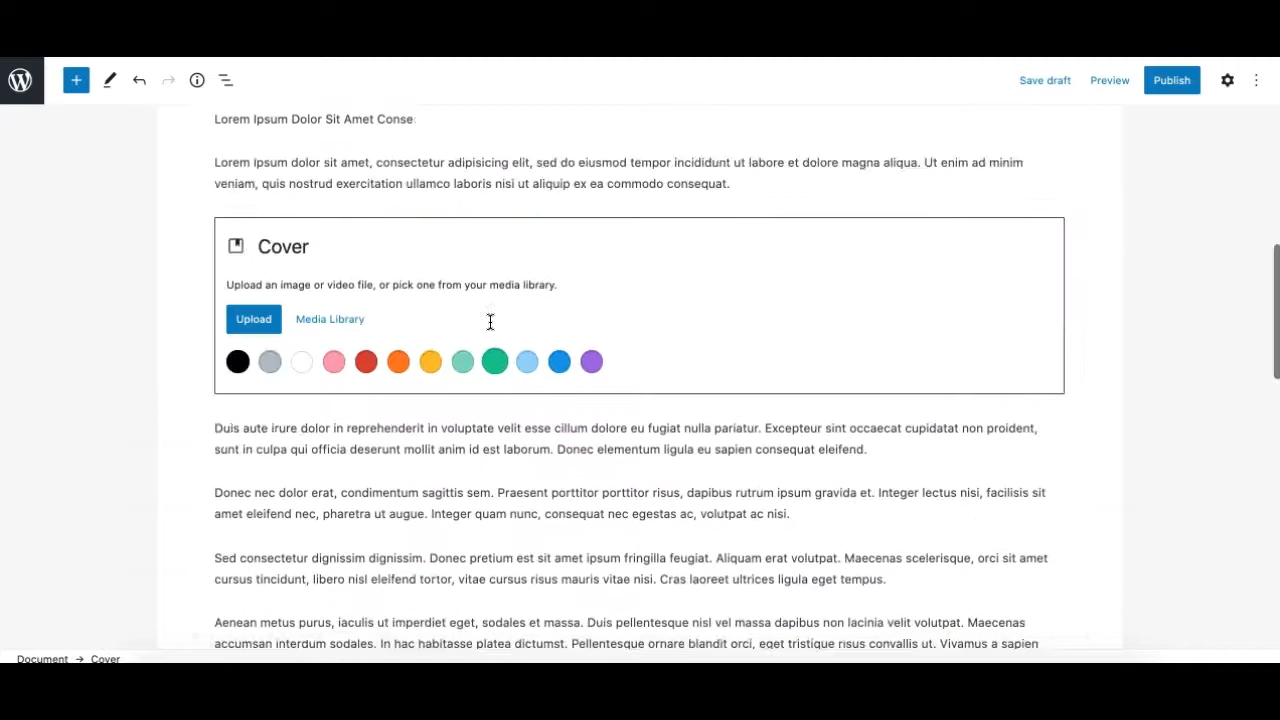 Save draft
Preview
Publish
Lorem Ipsum Dolor Sit Amet Conse
Lorem ipsum dolor sit amet, consectetur adipisicing elit, sed do eiusmod tempor incididunt ut labore et dolore magna aliqua. Ut enim ad minim
veniam, quis nostrud exercitation ullamco laboris nisi ut aliquip ex ea commodo consequat.
Cover
Upload an image or video file, or pick one from your media library.
Upload
Media Library
Duis aute irure dolor in reprehenderit in voluptate velit esse cillum dolore eu fugiat nulla pariatur. Excepteur sint occaecat cupidatat non proident,
sunt in culpa qui officia deserunt mollit anim id est laborum. Donec elementum ligula eu sapien consequat eleifend.
Donec nec dolor erat, condimentum sagittis sem. Praesent porttitor porttitor risus, dapibus rutrum ipsum gravida et. Integer lectus nisi, facilisis sit
amet eleifend nec, pharetra ut augue. Integer quam nunc, consequat nec egestas ac, volutpat ac nisi.
Sed consectetur dignissim dignissim. Donec pretium est sit amet ipsum fringilla feugiat. Aliquam erat volutpat. Maecenas scelerisque, orci sit amet
cursus tincidunt, libero nisl eleifend tortor, vitae cursus risus mauris vitae nisi. Cras laoreet ultrices ligula eget tempus.
Aenean metus purus, iaculis ut imperdiet eget, sodales et massa. Duis pellentesque nisl vel massa dapibus non lacinia velit volutpat. Maecenas
accumsan interdum sodales. In hac habitasse platea dictumst. Pellentesque ornare blandit orci, eget tristique risus convallis ut. Vivamus a sapien
Document → Cover